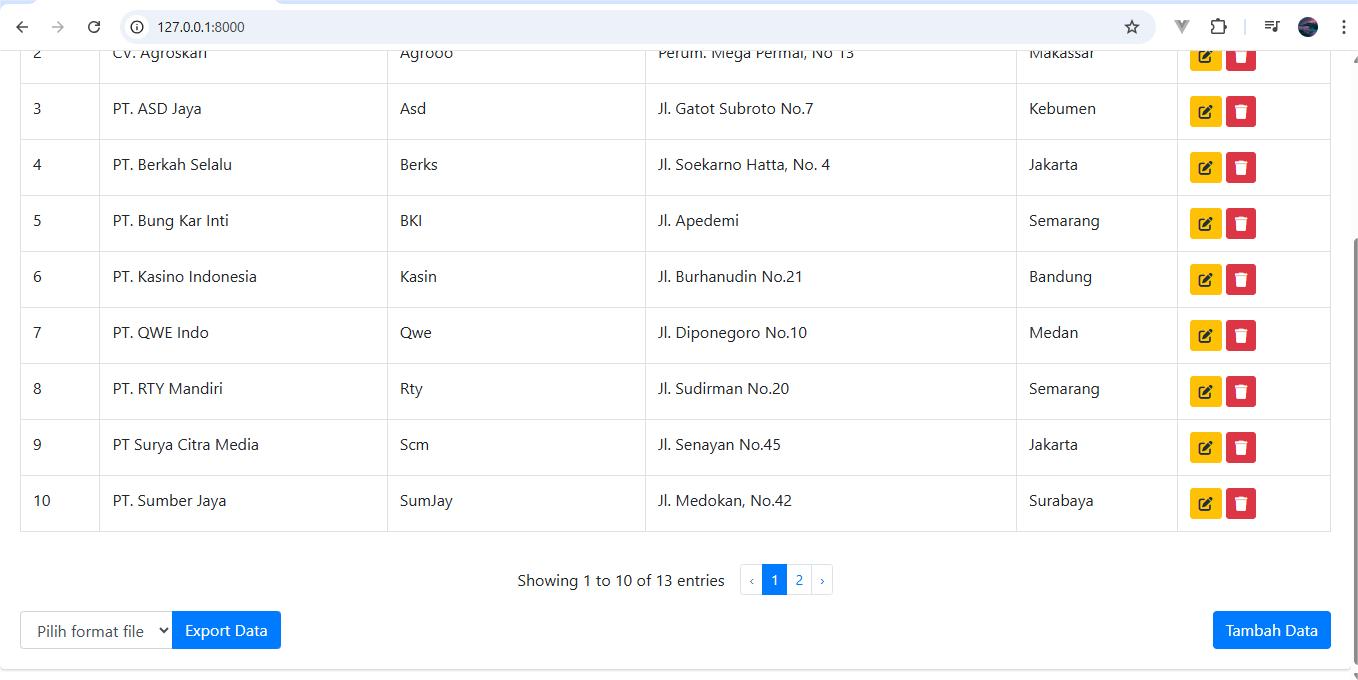 127.0.0.1:8000
2 CV. Agroskari Agrooo Perum. Mega Permai, No 13 Makassar
3 PT. ASD Jaya Asd Jl. Gatot Subroto No.7 Kebumen
4 PT. Berkah Selalu Berks Jl. Soekarno Hatta, No. 4 Jakarta
5 PT. Bung Kar Inti BKI Jl. Apedemi Semarang
6 PT. Kasino Indonesia Kasin Jl. Burhanudin No.21 Bandung
7 PT. QWE Indo Qwe Jl. Diponegoro No.10 Medan
8 PT. RTY Mandiri Rty Jl. Sudirman No.20 Semarang
9 PT Surya Citra Media Scm Jl. Senayan No.45 Jakarta
10 PT. Sumber Jaya SumJay Jl. Medokan, No.42 Surabaya
Showing 1 to 10 of 13 entries ‹ 1 2 ›
Pilih format file Export Data Tambah Data